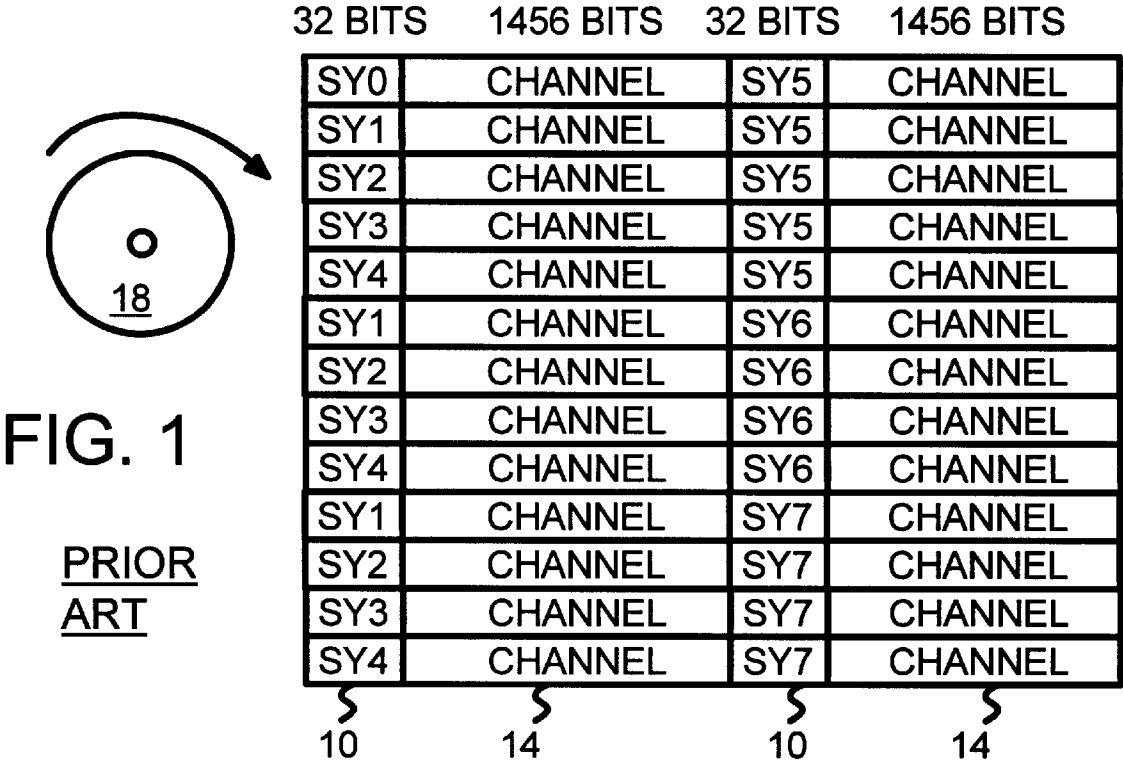 32 BITS 1456 BITS 32 BITS 1456 BITS
SY0 CHANNEL SY5 CHANNEL
SY1 CHANNEL SY5 CHANNEL
SY2 CHANNEL SY5 CHANNEL
SY3 CHANNEL SY5 CHANNEL
SY4 CHANNEL SY5 CHANNEL
SY1 CHANNEL SY6 CHANNEL
SY2 CHANNEL SY6 CHANNEL
SY3 CHANNEL SY6 CHANNEL
SY4 CHANNEL SY6 CHANNEL
SY1 CHANNEL SY7 CHANNEL
SY2 CHANNEL SY7 CHANNEL
SY3 CHANNEL SY7 CHANNEL
SY4 CHANNEL SY7 CHANNEL
10 14 10 14
18
FIG. 1
PRIOR
ART